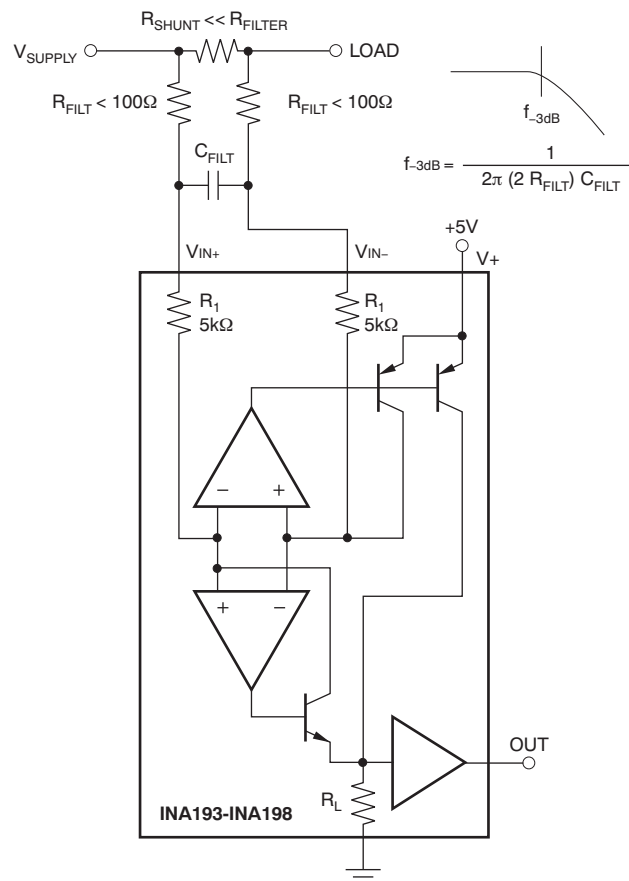 R_SHUNT << R_FILTER
V_SUPPLY
LOAD
R_FILT < 100Ω
R_FILT < 100Ω
f_–3dB
C_FILT
f_–3dB = 1
2π (2 R_FILT) C_FILT
+5V
V_IN+
V_IN–
V+
R_1
5kΩ
R_1
5kΩ
– +
+ –
OUT
R_L
INA193-INA198